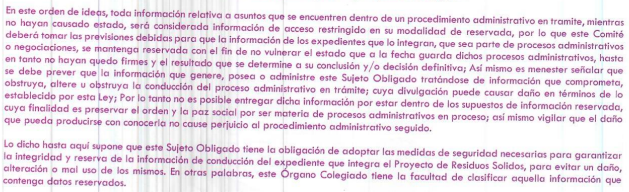 En este orden de ideas, toda información relativa a asuntos que se encuentren dentro de un procedimiento administrativo en tramite, mientras
no hayan causado estado, será considerada información de acceso restringido en su modalidad de reservada, por lo que este Comité
deberá tomar las previsiones debidas para que la información de los expedientes que lo integran, que sea parte de procesos administrativos
o negociaciones, se mantenga reservada con el fin de no vulnerar el estado que a la fecha guarda dichos procesos administrativos, hasta
en tanto no hayan quedo firmes y el resultado que se determine a su conclusión y/o decisión definitiva; Así mismo es menester señalar que
se debe prever que la información que genere, posea o administre este Sujeto Obligado tratándose de información que comprometa,
obstruya, altere u obstruya la conducción del proceso administrativo en trámite; cuya divulgación puede causar daño en términos de lo
establecido por esta Ley; Por lo tanto no es posible entregar dicha información por estar dentro de los supuestos de información reservada,
cuya finalidad es preservar el orden y la paz social por ser materia de procesos administrativos en proceso; así mismo vigilar que el daño
que pueda producirse con conocerlo no cause perjuicio al procedimiento administrativo seguido.
Lo dicho hasta aquí supone que este Sujeto Obligado tiene la obligación de adoptar las medidas de seguridad necesarias para garantizar
la integridad y reserva de la información de conducción del expediente que integra el Proyecto de Residuos Solidos, para evitar un daño,
alteración o mal uso de los mismos. En otras palabras, este Órgano Colegiado tiene la facultad de clasificar aquella información que
contenga datos reservados.